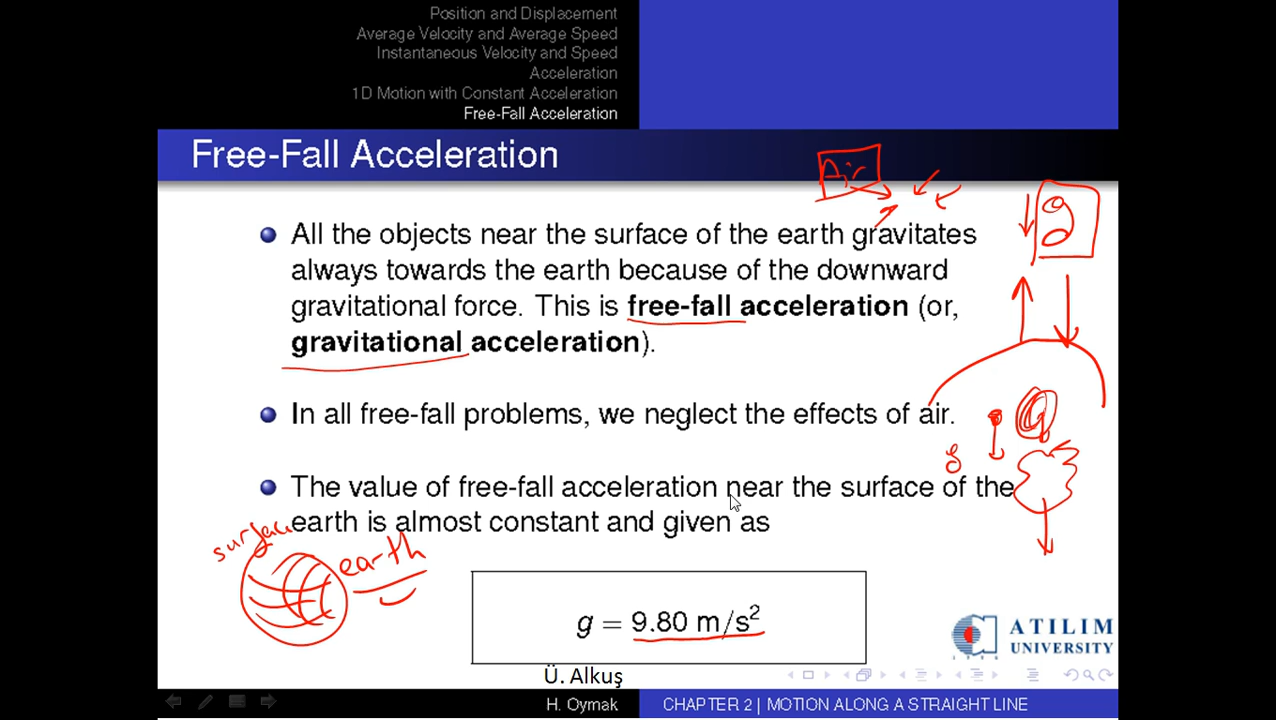 Position and Displacement
Average Velocity and Average Speed
Instantaneous Velocity and Speed
Acceleration
1D Motion with Constant Acceleration
Free-Fall Acceleration
Free-Fall Acceleration
Air
g
All the objects near the surface of the earth gravitates
always towards the earth because of the downward
gravitational force. This is free-fall acceleration (or,
gravitational acceleration).
In all free-fall problems, we neglect the effects of air.
g
The value of free-fall acceleration near the surface of the
earth is almost constant and given as
surface
earth
g = 9.80 m/s²
ATILIM
UNIVERSITY
Ü. Alkuş
H. Oymak
CHAPTER 2 | MOTION ALONG A STRAIGHT LINE